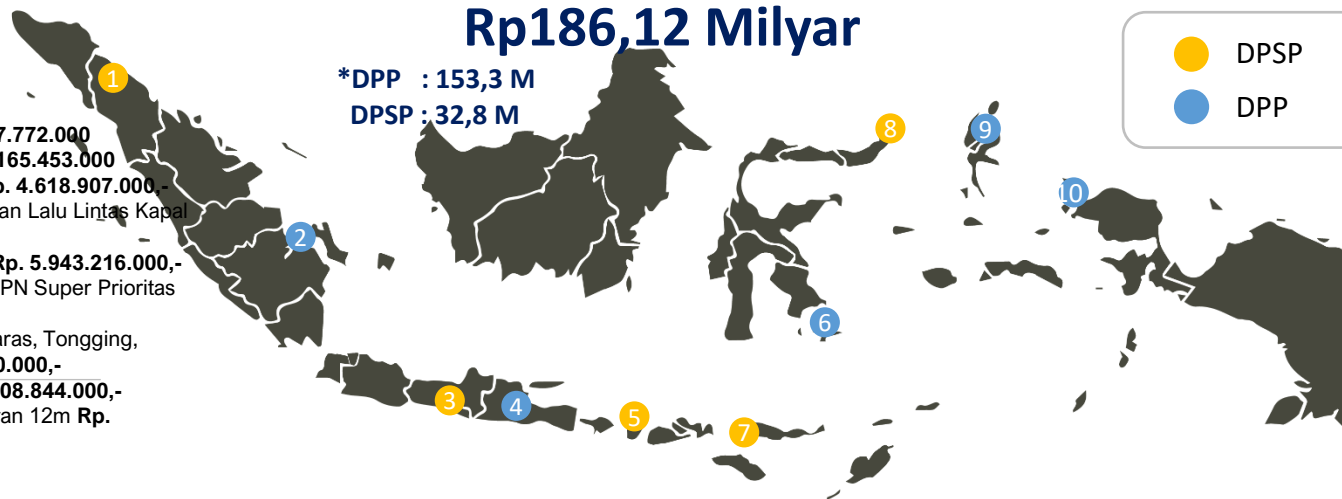 Rp186,12 Milyar
*DPP : 153,3 M
DPSP : 32,8 M
DPSP
DPP
7.772.000
165.453.000
p. 4.618.907.000,-
an Lalu Lintas Kapal
Rp. 5.943.216.000,-
PN Super Prioritas
aras, Tongging,
0.000,-
08.844.000,-
ran 12m Rp.
1
2
3
4
5
6
7
8
9
10